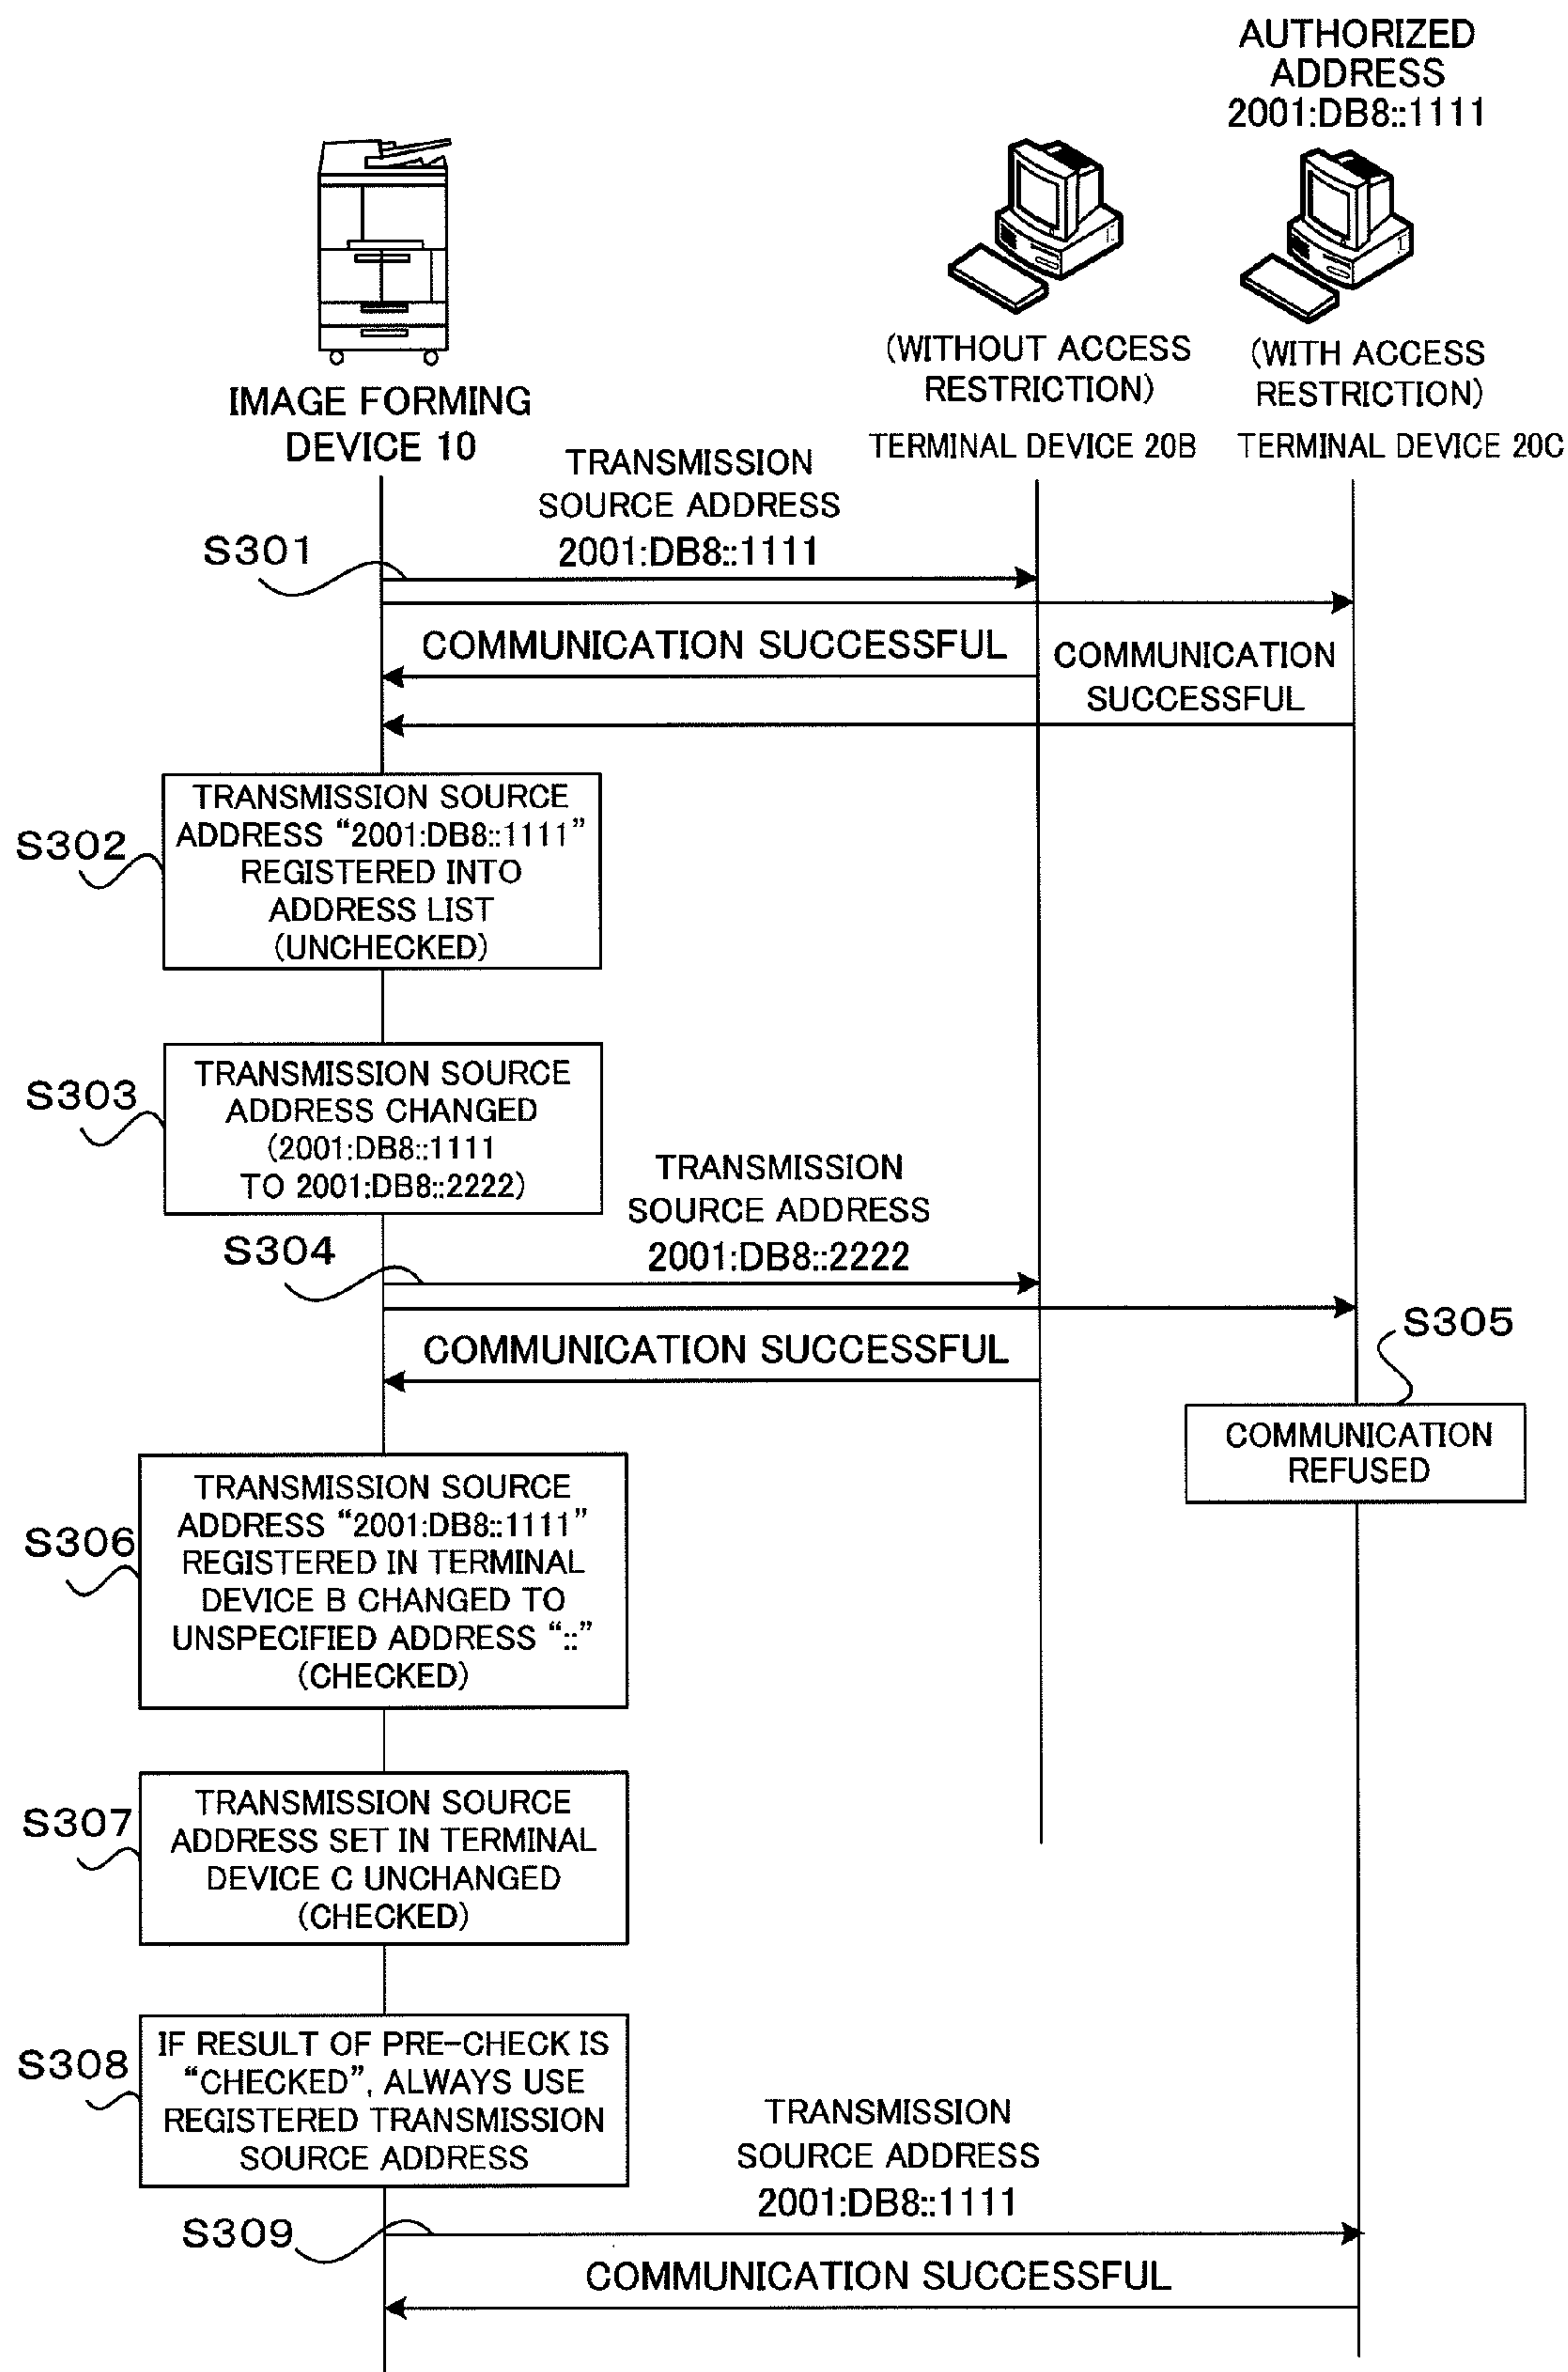 AUTHORIZED
ADDRESS
2001:DB8::1111
(WITHOUT ACCESS
RESTRICTION)
(WITH ACCESS
RESTRICTION)
IMAGE FORMING
DEVICE 10
TERMINAL DEVICE 20B
TERMINAL DEVICE 20C
TRANSMISSION
SOURCE ADDRESS
2001:DB8::1111
S301
COMMUNICATION SUCCESSFUL
COMMUNICATION
SUCCESSFUL
S302
TRANSMISSION SOURCE
ADDRESS “2001:DB8::1111”
REGISTERED INTO
ADDRESS LIST
(UNCHECKED)
S303
TRANSMISSION SOURCE
ADDRESS CHANGED
(2001:DB8::1111
TO 2001:DB8::2222)
TRANSMISSION
SOURCE ADDRESS
2001:DB8::2222
S304
COMMUNICATION SUCCESSFUL
S305
COMMUNICATION
REFUSED
S306
TRANSMISSION SOURCE
ADDRESS “2001:DB8::1111”
REGISTERED IN TERMINAL
DEVICE B CHANGED TO
UNSPECIFIED ADDRESS “::”
(CHECKED)
S307
TRANSMISSION SOURCE
ADDRESS SET IN TERMINAL
DEVICE C UNCHANGED
(CHECKED)
S308
IF RESULT OF PRE-CHECK IS
“CHECKED”, ALWAYS USE
REGISTERED TRANSMISSION
SOURCE ADDRESS
TRANSMISSION
SOURCE ADDRESS
2001:DB8::1111
S309
COMMUNICATION SUCCESSFUL